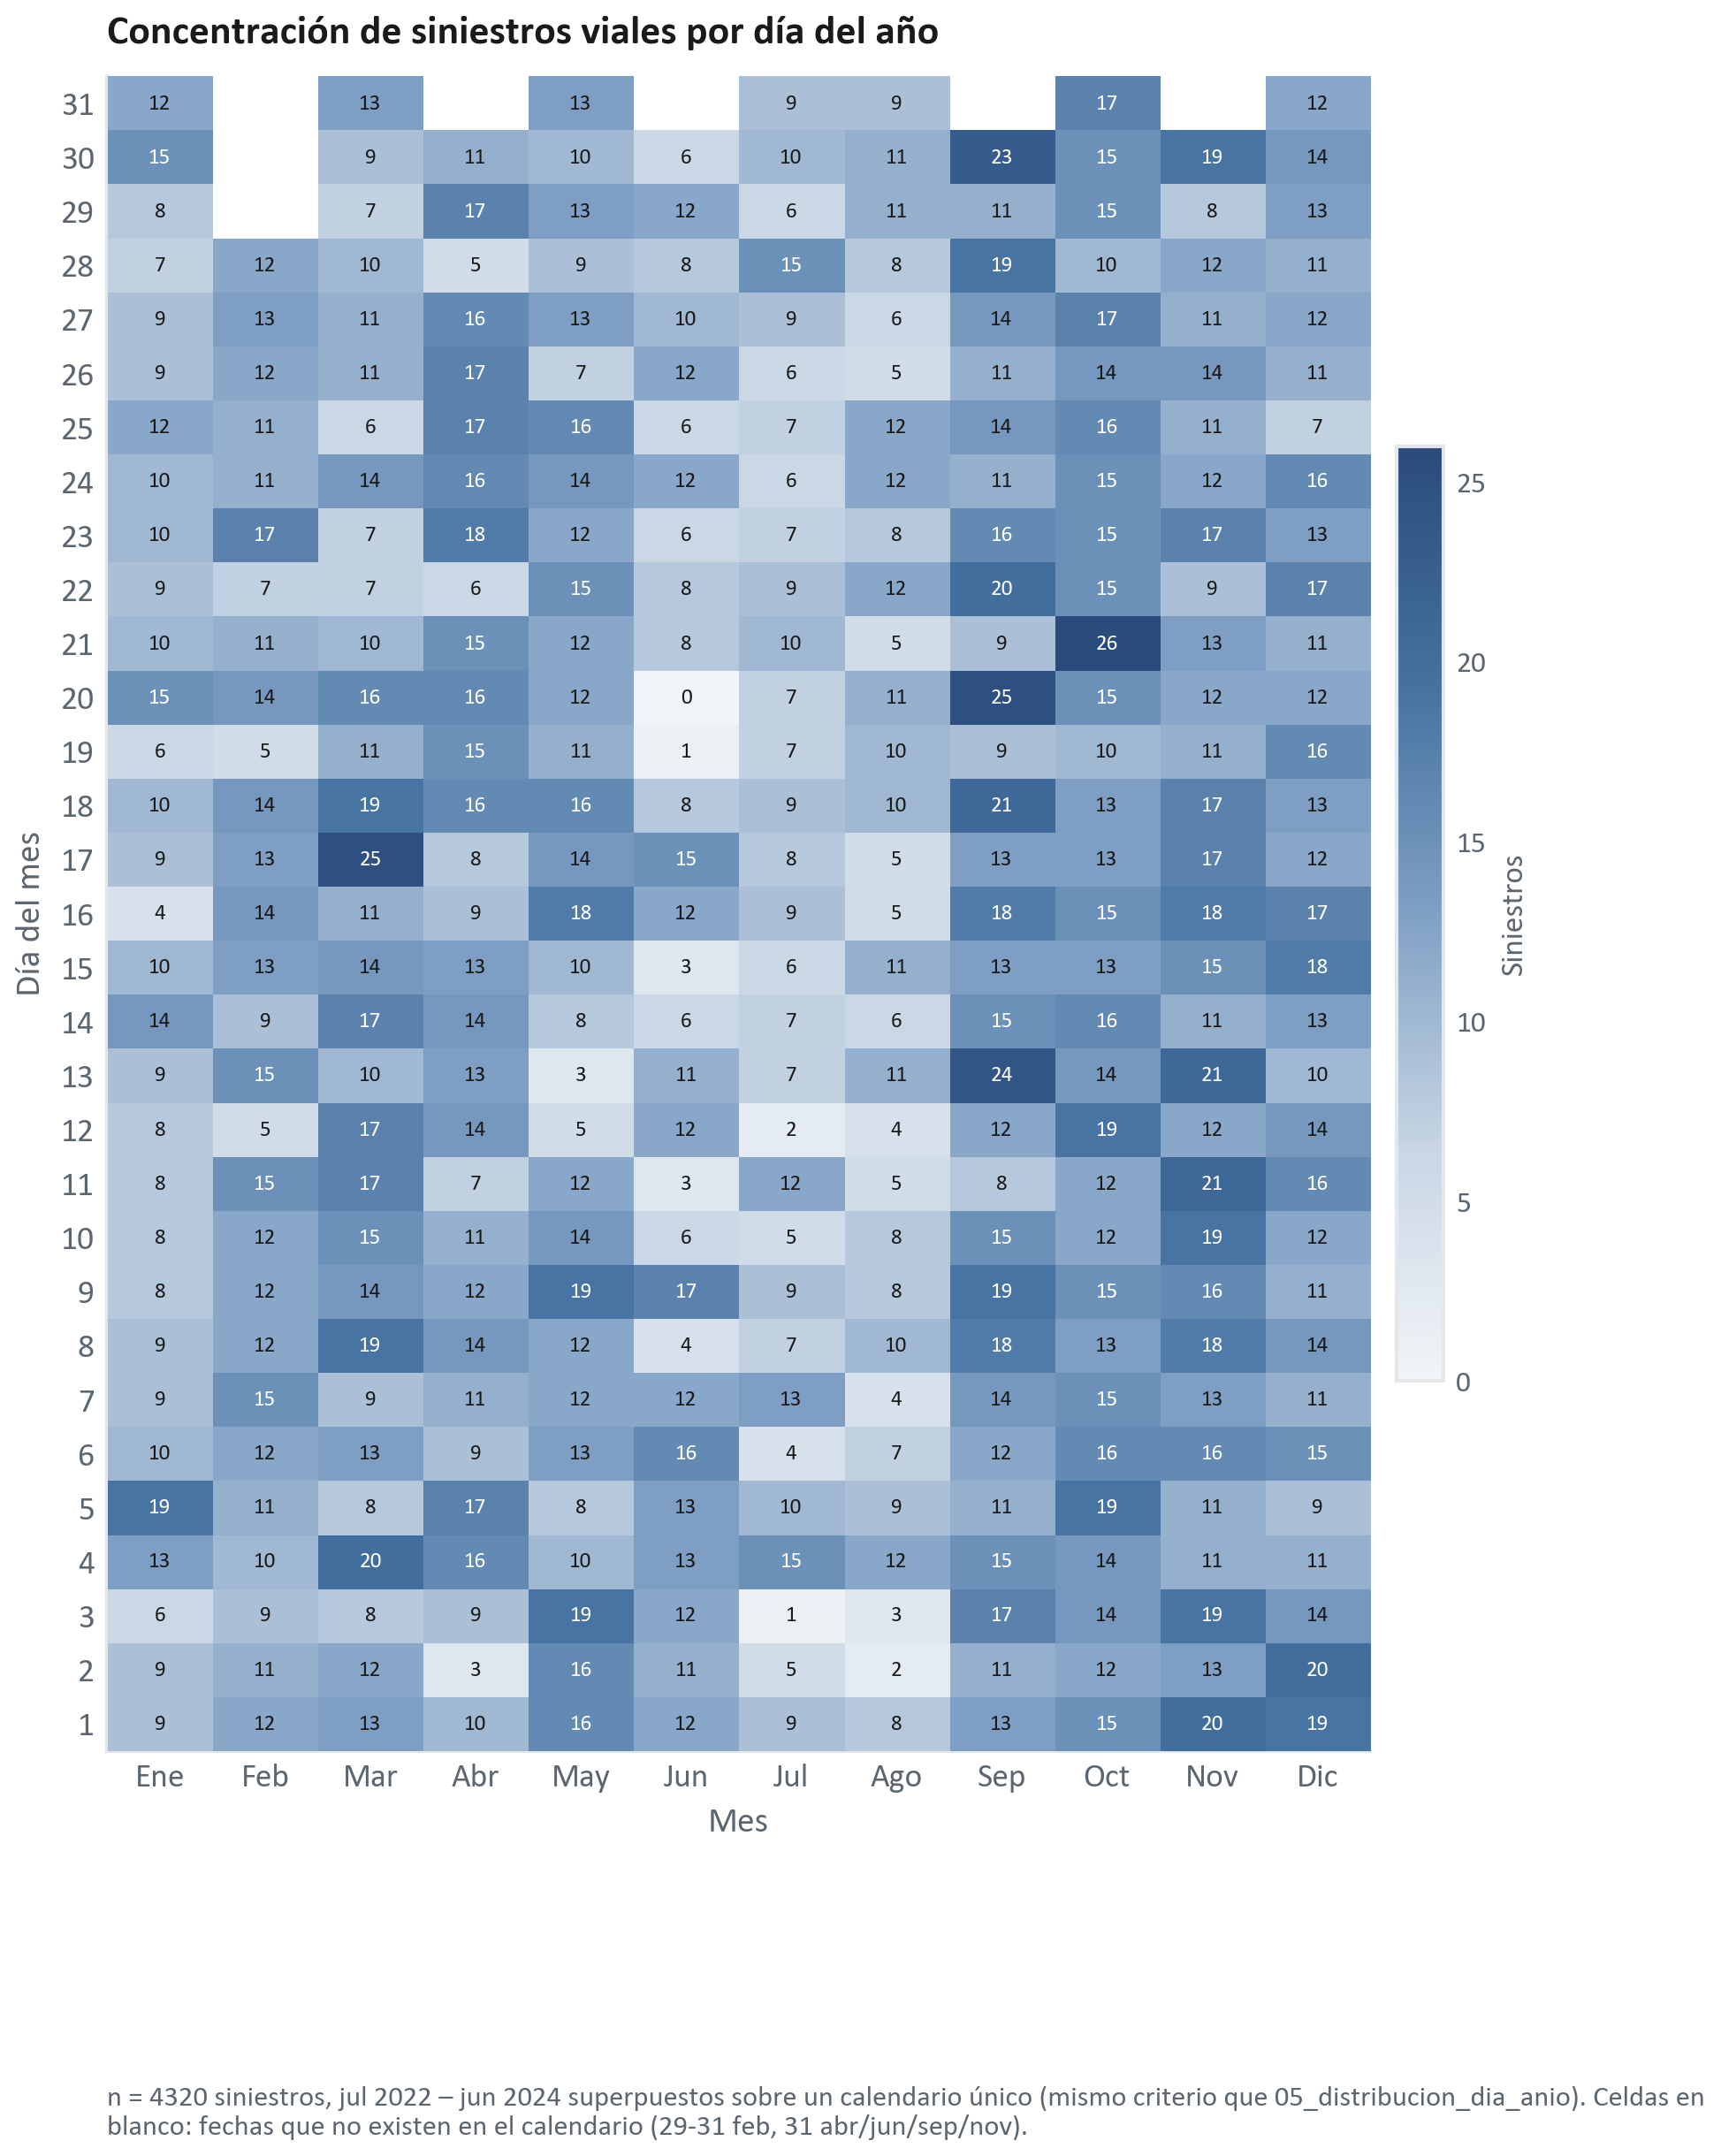 Concentración de siniestros viales por día del año
31 12 13 13 9 9 17 12
30 15 9 11 10 6 10 11 23 15 19 14
29 8 7 17 13 12 6 11 11 15 8 13
28 7 12 10 5 9 8 15 8 19 10 12 11
27 9 13 11 16 13 10 9 6 14 17 11 12
26 9 12 11 17 7 12 6 5 11 14 14 11
25 12 11 6 17 16 6 7 12 14 16 11 7
24 10 11 14 16 14 12 6 12 11 15 12 16
23 10 17 7 18 12 6 7 8 16 15 17 13
22 9 7 7 6 15 8 9 12 20 15 9 17
21 10 11 10 15 12 8 10 5 9 26 13 11
20 15 14 16 16 12 0 7 11 25 15 12 12
19 6 5 11 15 11 1 7 10 9 10 11 16
18 10 14 19 16 16 8 9 10 21 13 17 13
17 9 13 25 8 14 15 8 5 13 13 17 12
16 4 14 11 9 18 12 9 5 18 15 18 17
15 10 13 14 13 10 3 6 11 13 13 15 18
14 14 9 17 14 8 6 7 6 15 16 11 13
13 9 15 10 13 3 11 7 11 24 14 21 10
12 8 5 17 14 5 12 2 4 12 19 12 14
11 8 15 17 7 12 3 12 5 8 12 21 16
10 8 12 15 11 14 6 5 8 15 12 19 12
9 8 12 14 12 19 17 9 8 19 15 16 11
8 9 12 19 14 12 4 7 10 18 13 18 14
7 9 15 9 11 12 12 13 4 14 15 13 11
6 10 12 13 9 13 16 4 7 12 16 16 15
5 19 11 8 17 8 13 10 9 11 19 11 9
4 13 10 20 16 10 13 15 12 15 14 11 11
3 6 9 8 9 19 12 1 3 17 14 19 14
2 9 11 12 3 16 11 5 2 11 12 13 20
1 9 12 13 10 16 12 9 8 13 15 20 19
Ene Feb Mar Abr May Jun Jul Ago Sep Oct Nov Dic
Mes
Día del mes
25
20
15
10
5
0
Siniestros
n = 4320 siniestros, jul 2022 – jun 2024 superpuestos sobre un calendario único (mismo criterio que 05_distribucion_dia_anio). Celdas en
blanco: fechas que no existen en el calendario (29-31 feb, 31 abr/jun/sep/nov).